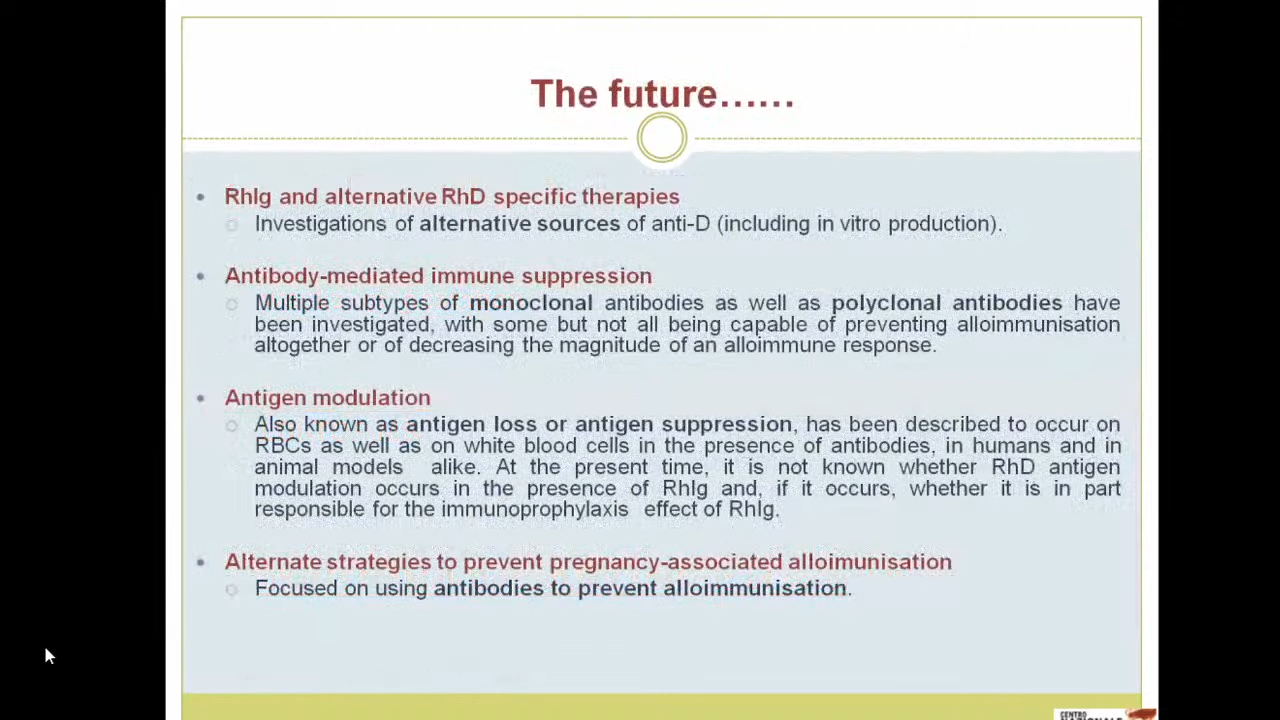 The future......
• RhIg and alternative RhD specific therapies
Investigations of alternative sources of anti-D (including in vitro production).
• Antibody-mediated immune suppression
Multiple subtypes of monoclonal antibodies as well as polyclonal antibodies have
been investigated, with some but not all being capable of preventing alloimmunisation
altogether or of decreasing the magnitude of an alloimmune response.
• Antigen modulation
Also known as antigen loss or antigen suppression, has been described to occur on
RBCs as well as on white blood cells in the presence of antibodies, in humans and in
animal models alike. At the present time, it is not known whether RhD antigen
modulation occurs in the presence of RhIg and, if it occurs, whether it is in part
responsible for the immunoprophylaxis effect of RhIg.
• Alternate strategies to prevent pregnancy-associated alloimunisation
Focused on using antibodies to prevent alloimmunisation.
CENTRO
NAZIONALE